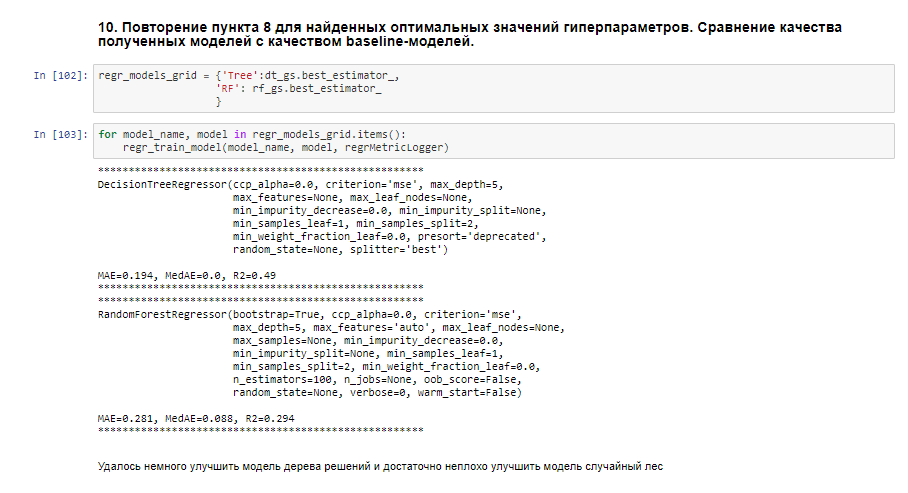 10. Повторение пункта 8 для найденных оптимальных значений гиперпараметров. Сравнение качества
полученных моделей с качеством baseline-моделей.
In [102]: regr_models_grid = {'Tree':dt_gs.best_estimator_,
'RF': rf_gs.best_estimator_
}
In [103]: for model_name, model in regr_models_grid.items():
regr_train_model(model_name, model, regrMetricLogger)
*****************************************************
DecisionTreeRegressor(ccp_alpha=0.0, criterion='mse', max_depth=5,
max_features=None, max_leaf_nodes=None,
min_impurity_decrease=0.0, min_impurity_split=None,
min_samples_leaf=1, min_samples_split=2,
min_weight_fraction_leaf=0.0, presort='deprecated',
random_state=None, splitter='best')
MAE=0.194, MedAE=0.0, R2=0.49
*****************************************************
*****************************************************
RandomForestRegressor(bootstrap=True, ccp_alpha=0.0, criterion='mse',
max_depth=5, max_features='auto', max_leaf_nodes=None,
max_samples=None, min_impurity_decrease=0.0,
min_impurity_split=None, min_samples_leaf=1,
min_samples_split=2, min_weight_fraction_leaf=0.0,
n_estimators=100, n_jobs=None, oob_score=False,
random_state=None, verbose=0, warm_start=False)
MAE=0.281, MedAE=0.088, R2=0.294
*****************************************************
Удалось немного улучшить модель дерева решений и достаточно неплохо улучшить модель случайный лес